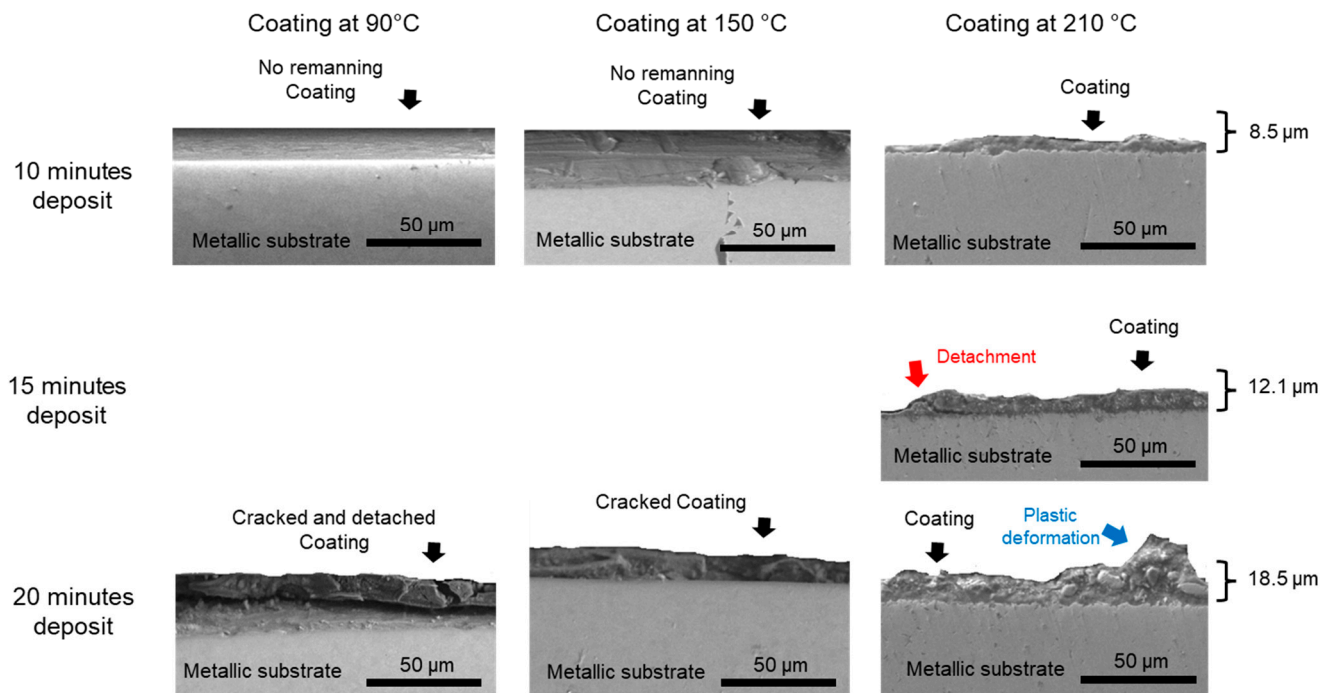 Coating at 90°C
Coating at 150 °C
Coating at 210 °C
10 minutes
deposit
No remanning
Coating
Metallic substrate
50 µm
No remanning
Coating
Metallic substrate
50 µm
Coating
8.5 µm
Metallic substrate
50 µm
15 minutes
deposit
Detachment
Coating
12.1 µm
Metallic substrate
50 µm
20 minutes
deposit
Cracked and detached
Coating
Metallic substrate
50 µm
Cracked Coating
Metallic substrate
50 µm
Coating
Plastic
deformation
18.5 µm
Metallic substrate
50 µm